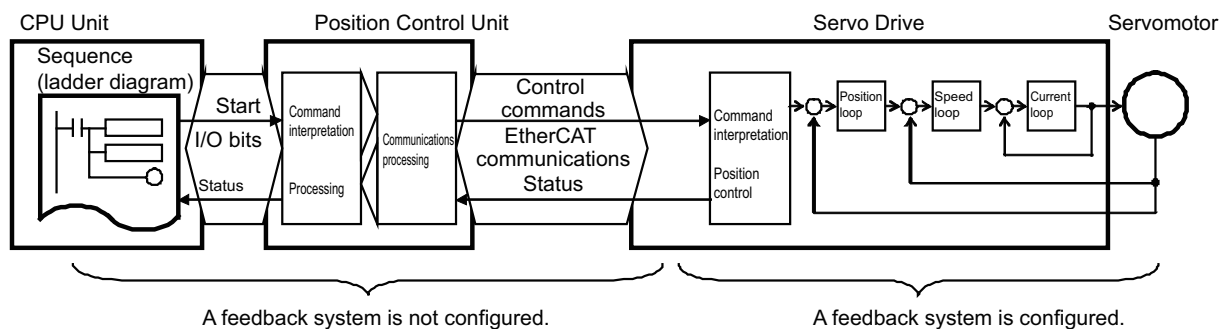 CPU Unit
Position Control Unit
Servo Drive
Servomotor
Sequence
(ladder diagram)
Start
I/O bits
Status
Command
interpretation
Processing
Communications
processing
Control
commands
EtherCAT
communications
Status
Command
interpretation
Position
control
Position
loop
Speed
loop
Current
loop
A feedback system is not configured.
A feedback system is configured.